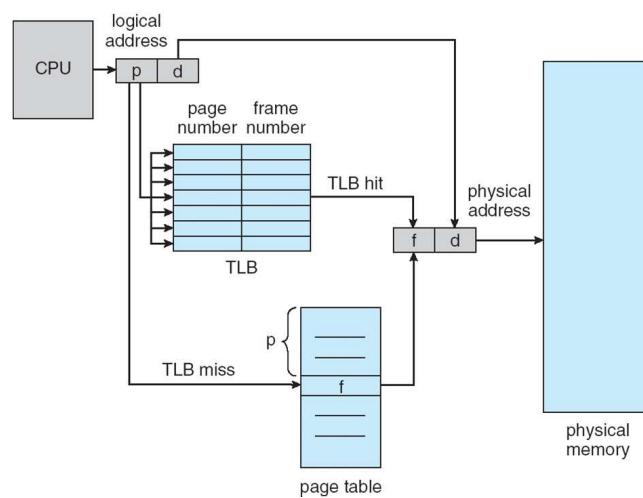 logical
address
CPU
p
d
page
number
frame
number
TLB hit
physical
address
f
d
TLB
p
TLB miss
f
page table
physical
memory